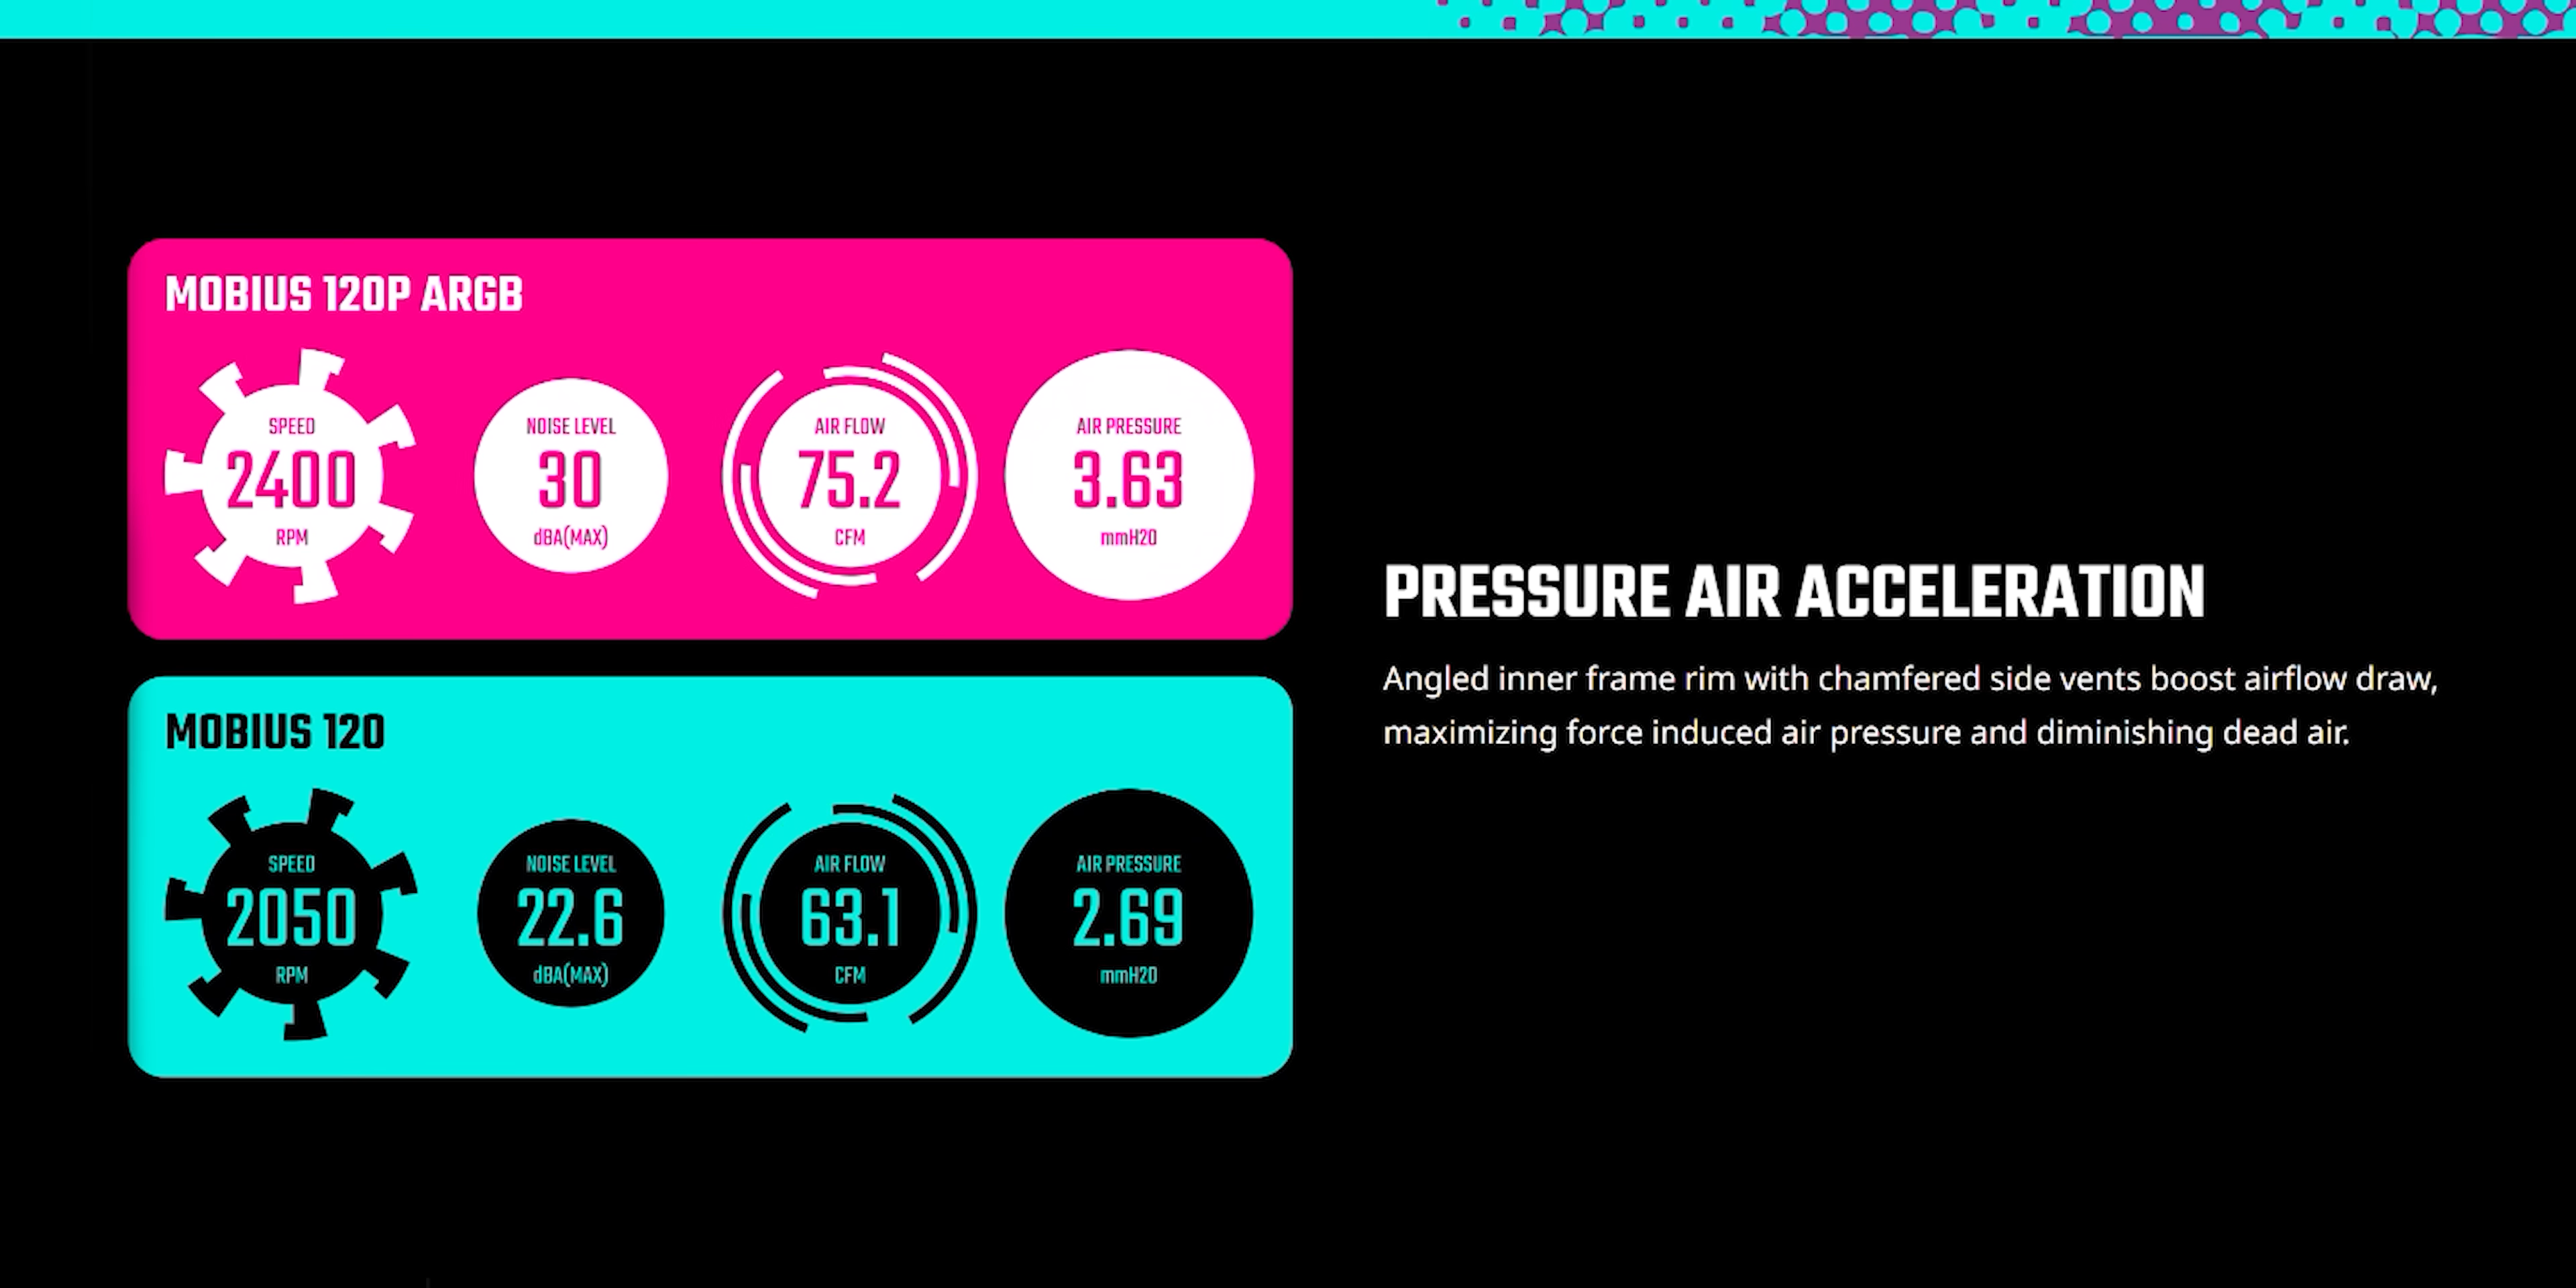 MOBIUS 120P ARGB
SPEED
2400
RPM
NOISE LEVEL
30
dBA(MAX)
AIR FLOW
75.2
CFM
AIR PRESSURE
3.63
mmH2O
MOBIUS 120
SPEED
2050
RPM
NOISE LEVEL
22.6
dBA(MAX)
AIR FLOW
63.1
CFM
AIR PRESSURE
2.69
mmH2O
PRESSURE AIR ACCELERATION
Angled inner frame rim with chamfered side vents boost airflow draw,
maximizing force induced air pressure and diminishing dead air.